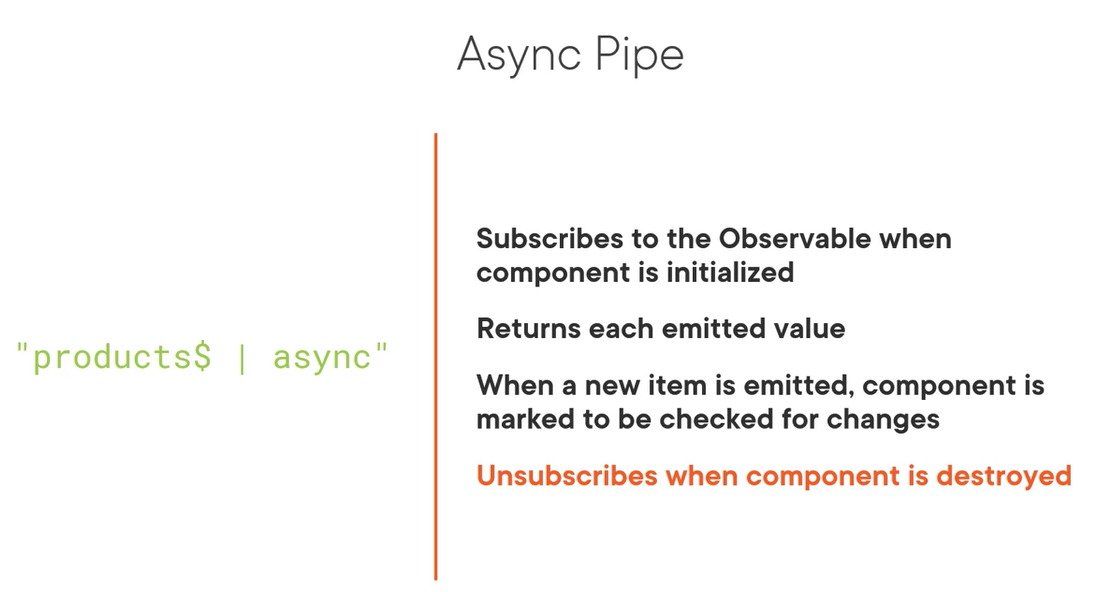 Async Pipe
"products$ | async"
Subscribes to the Observable when
component is initialized
Returns each emitted value
When a new item is emitted, component is
marked to be checked for changes
Unsubscribes when component is destroyed